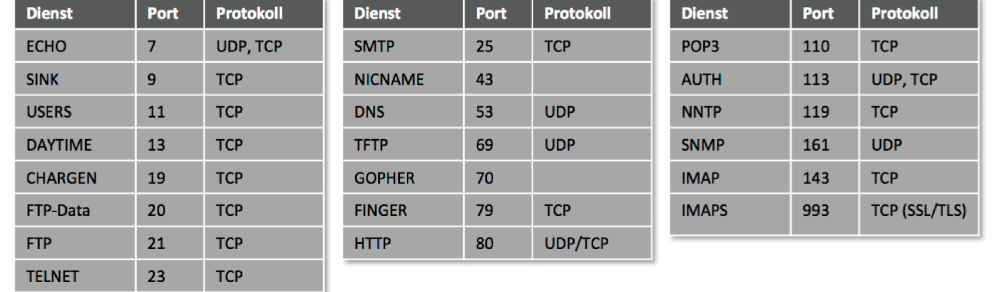 Dienst Port Protokoll
ECHO 7 UDP, TCP
SINK 9 TCP
USERS 11 TCP
DAYTIME 13 TCP
CHARGEN 19 TCP
FTP-Data 20 TCP
FTP 21 TCP
TELNET 23 TCP
Dienst Port Protokoll
SMTP 25 TCP
NICNAME 43
DNS 53 UDP
TFTP 69 UDP
GOPHER 70
FINGER 79 TCP
HTTP 80 UDP/TCP
Dienst Port Protokoll
POP3 110 TCP
AUTH 113 UDP, TCP
NNTP 119 TCP
SNMP 161 UDP
IMAP 143 TCP
IMAPS 993 TCP (SSL/TLS)